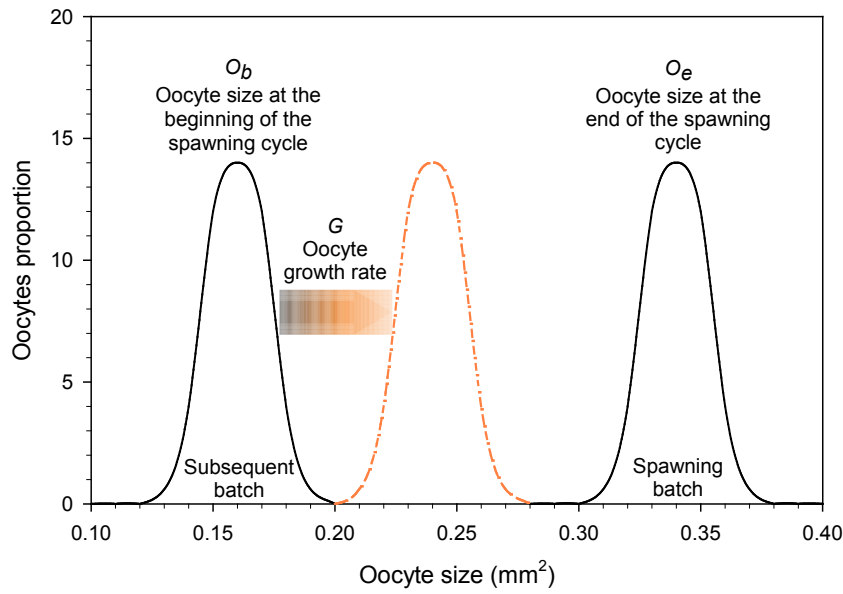 20
15
10
5
0
Oocytes proportion
O_b
Oocyte size at the
beginning of the
spawning cycle
O_e
Oocyte size at the
end of the spawning
cycle
G
Oocyte
growth rate
Subsequent
batch
Spawning
batch
0.10 0.15 0.20 0.25 0.30 0.35 0.40
Oocyte size (mm²)